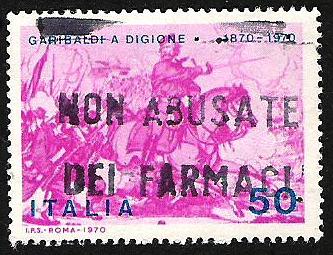 GARIBALDI A DIGIONE • 1870-1970
NON ABUSATE
DEI FARMACI
ITALIA 50
I.P.S.-ROMA-1970